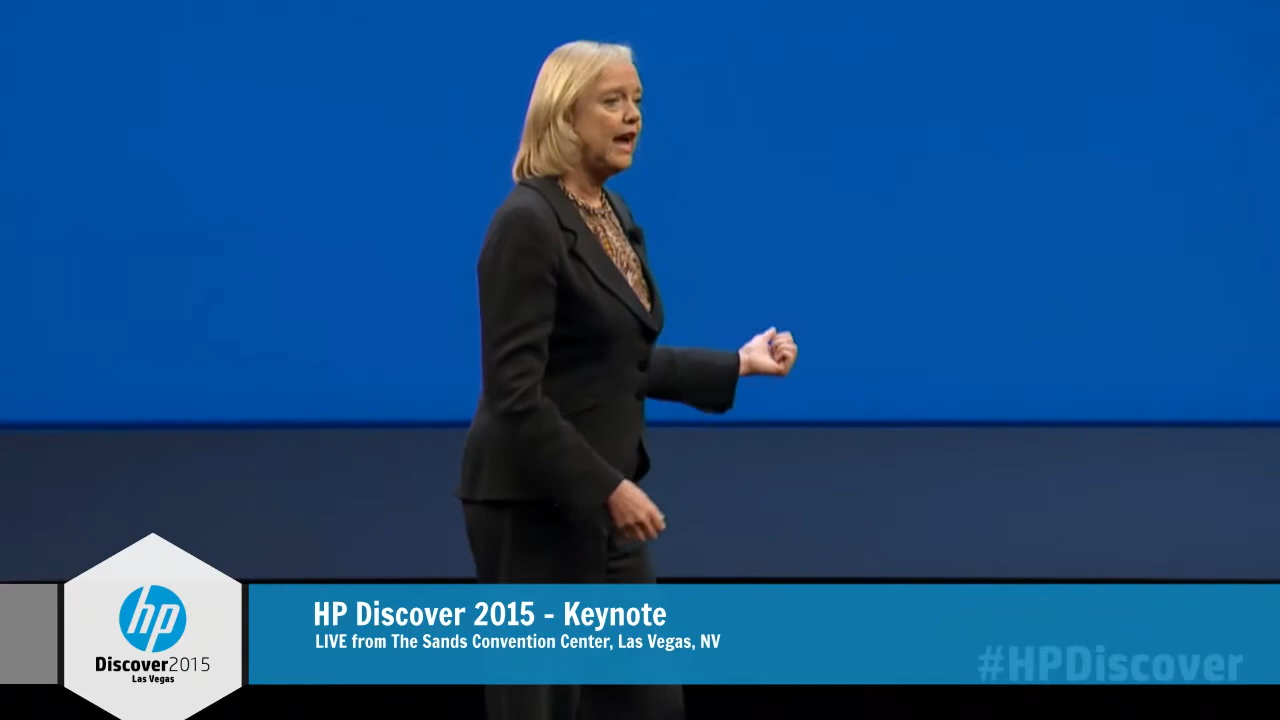 HP Discover 2015 - Keynote
LIVE from The Sands Convention Center, Las Vegas, NV
hp
Discover2015
Las Vegas
#HPDiscover